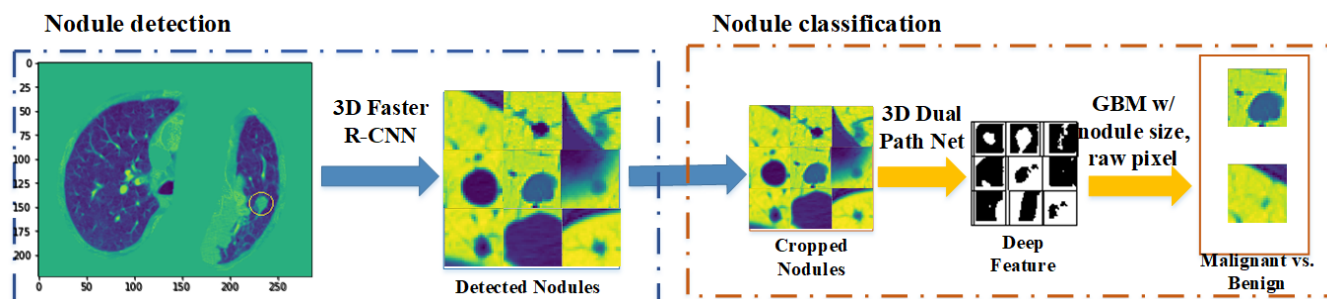 Nodule detection
Nodule classification
0
25
50
75
100
125
150
175
200
0
50
100
150
200
250
3D Faster
R-CNN
Detected Nodules
Cropped
Nodules
3D Dual
Path Net
Deep
Feature
GBM w/
nodule size,
raw pixel
Malignant vs.
Benign